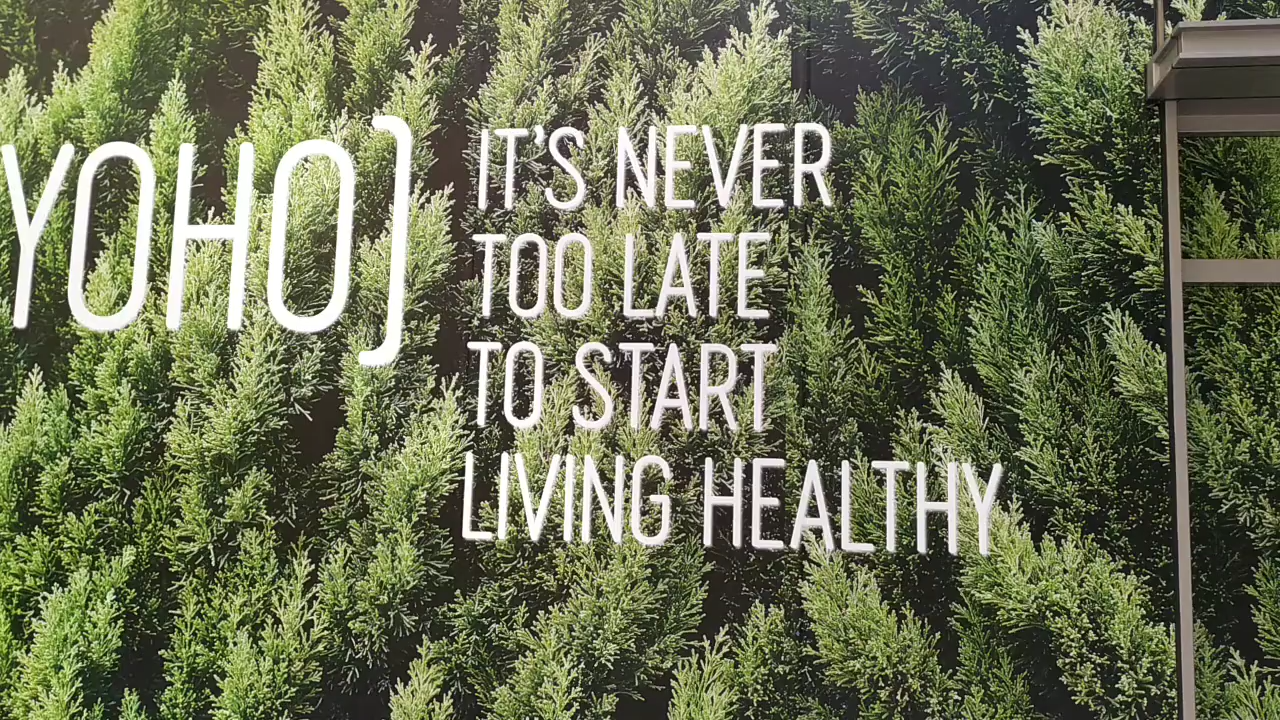 YOHO]
IT'S NEVER
TOO LATE
TO START
LIVING HEALTHY